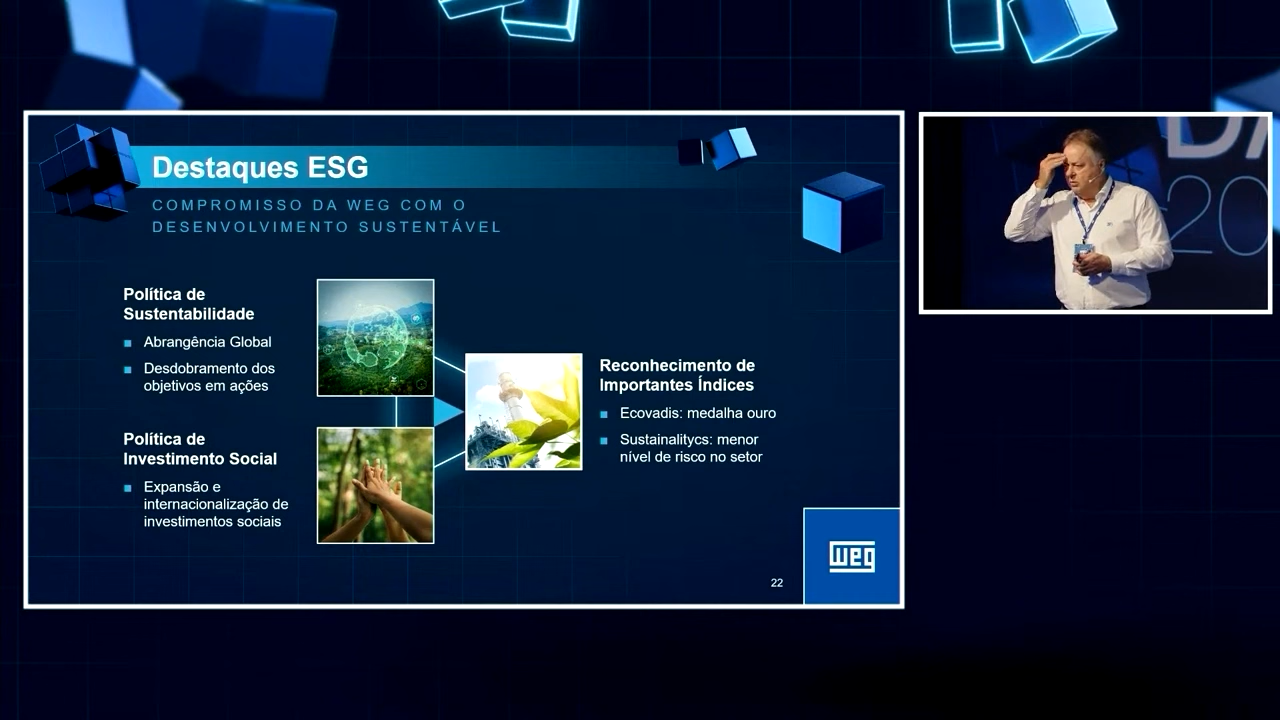 Destaques ESG
COMPROMISSO DA WEG COM O
DESENVOLVIMENTO SUSTENTÁVEL
Política de
Sustentabilidade
Abrangência Global
Desdobramento dos
objetivos em ações
Política de
Investimento Social
Expansão e
internacionalização de
investimentos sociais
Reconhecimento de
Importantes Índices
Ecovadis: medalha ouro
Sustainalitycs: menor
nível de risco no setor
22
weg
DA
20